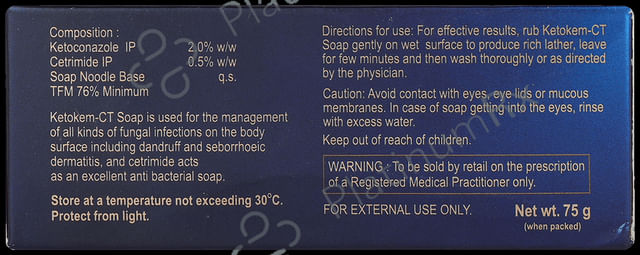 Composition :
Ketoconazole IP 2.0% w/w
Cetrimide IP 0.5% w/w
Soap Noodle Base q.s.
TFM 76% Minimum
Ketokem-CT Soap is used for the management
of all kinds of fungal infections on the body
surface including dandruff and seborrhoeic
dermatitis, and cetrimide acts
as an excellent anti bacterial soap.
Store at a temperature not exceeding 30°C.
Protect from light.
Directions for use: For effective results, rub Ketokem-CT
Soap gently on wet surface to produce rich lather, leave
for few minutes and then wash thoroughly or as directed
by the physician.
Caution: Avoid contact with eyes, eye lids or mucous
membranes. In case of soap getting into the eyes, rinse
with excess water.
Keep out of reach of children.
WARNING : To be sold by retail on the prescription
of a Registered Medical Practitioner only.
FOR EXTERNAL USE ONLY.
Net wt. 75 g
(when packed)
PlatinumRx